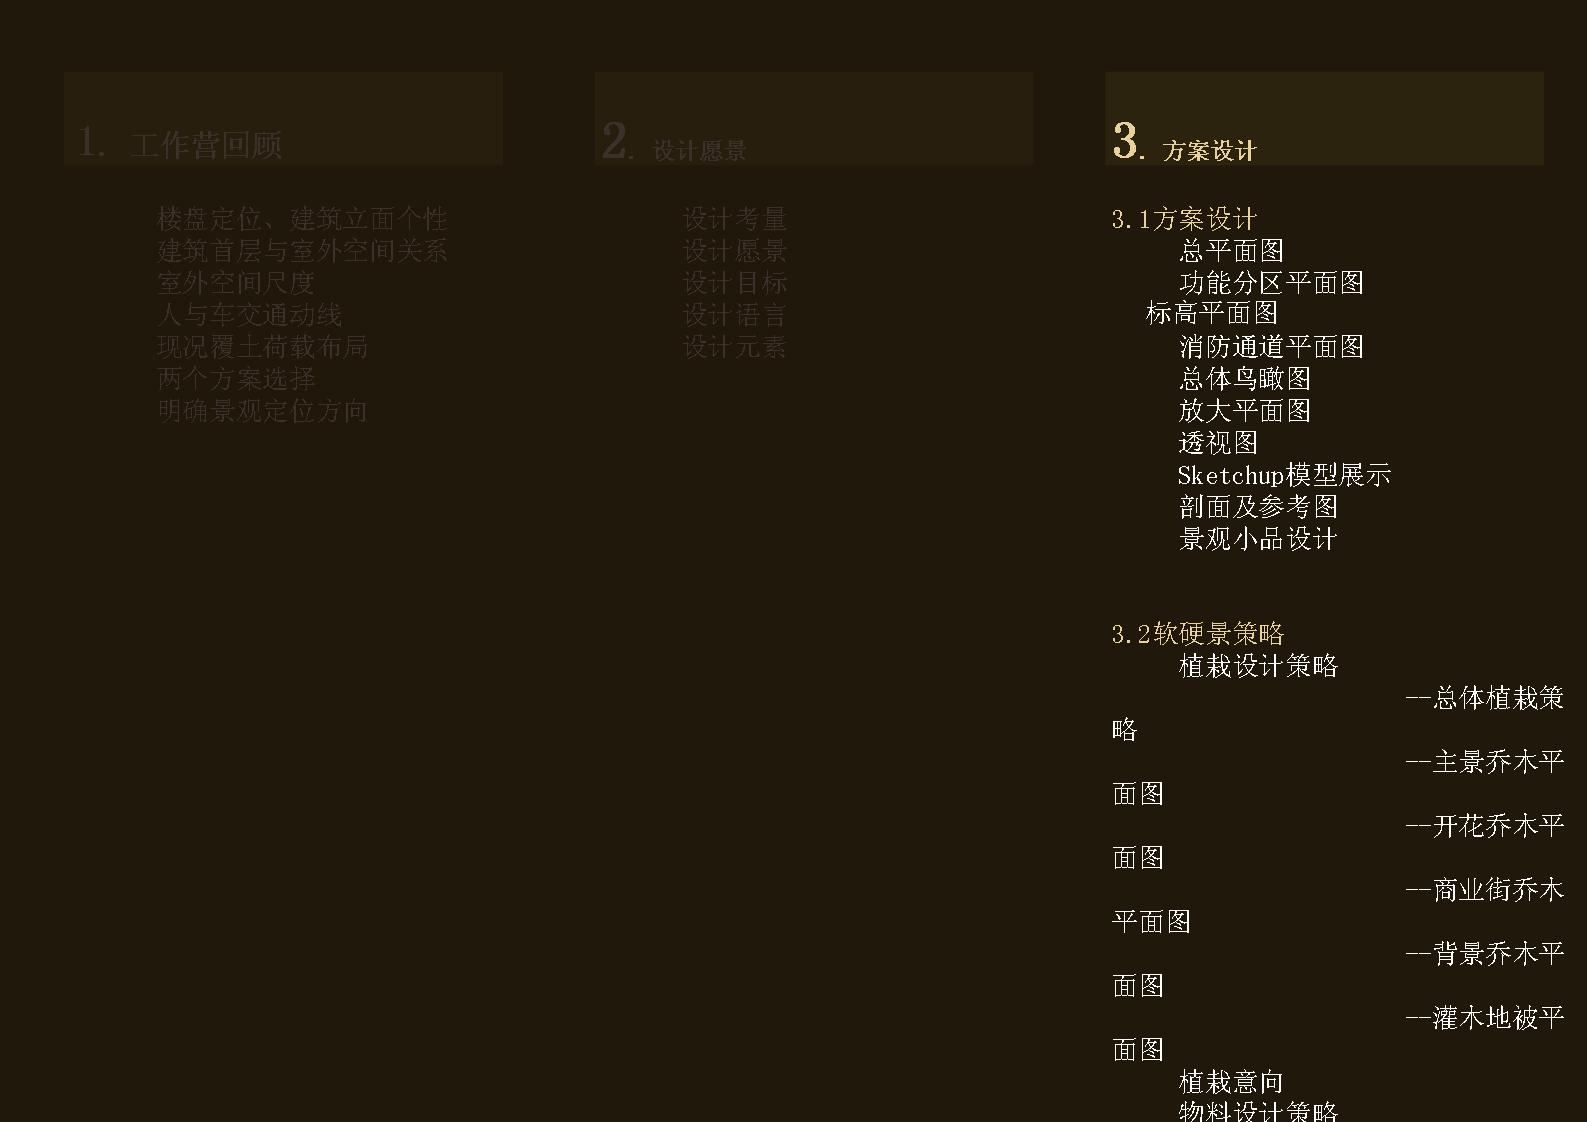 1. 工作营回顾
楼盘定位、建筑立面个性
建筑首层与室外空间关系
室外空间尺度
人与车交通动线
现况覆土荷载布局
两个方案选择
明确景观定位方向
2. 设计愿景
设计考量
设计愿景
设计目标
设计语言
设计元素
3. 方案设计
3.1方案设计
总平面图
功能分区平面图
标高平面图
消防通道平面图
总体鸟瞰图
放大平面图
透视图
Sketchup模型展示
剖面及参考图
景观小品设计
3.2软硬景策略
植栽设计策略
--总体植栽策
略
--主景乔木平
面图
--开花乔木平
面图
--商业街乔木
平面图
--背景乔木平
面图
--灌木地被平
面图
植栽意向
物料设计策略